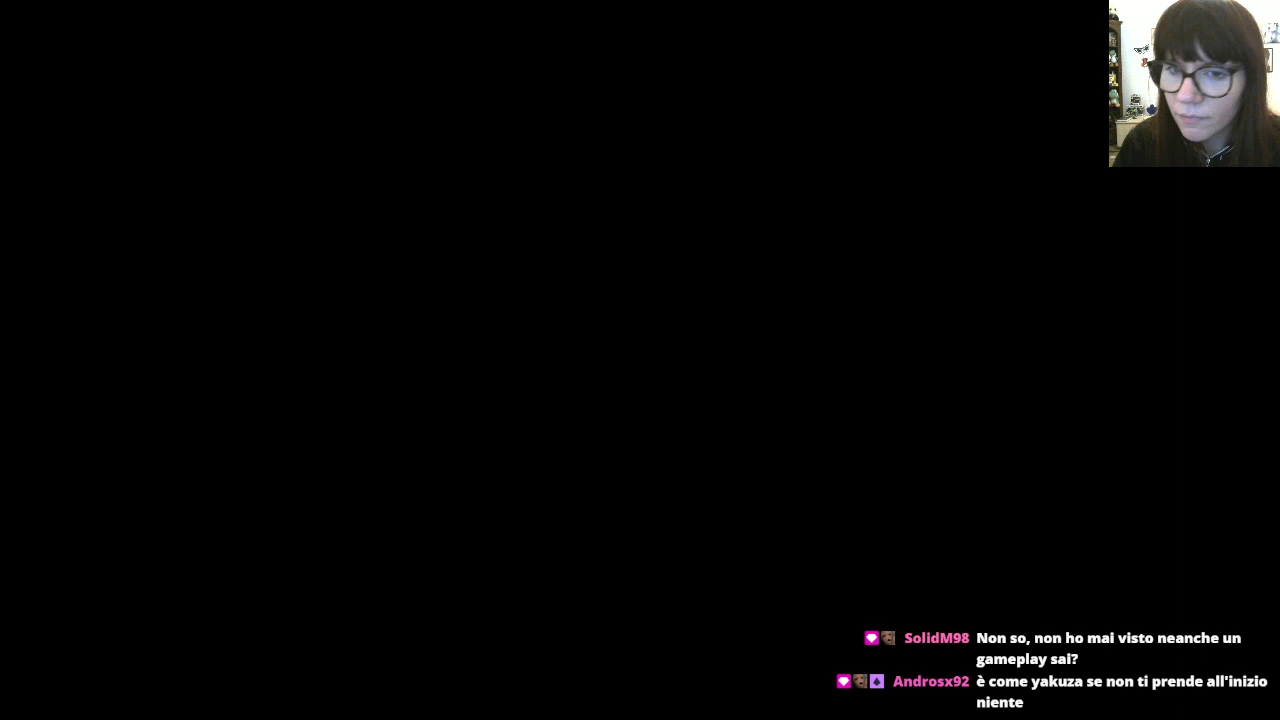 SolidM98 Non so, non ho mai visto neanche un
gameplay sai?
Androsx92 è come yakuza se non ti prende all'inizio
niente